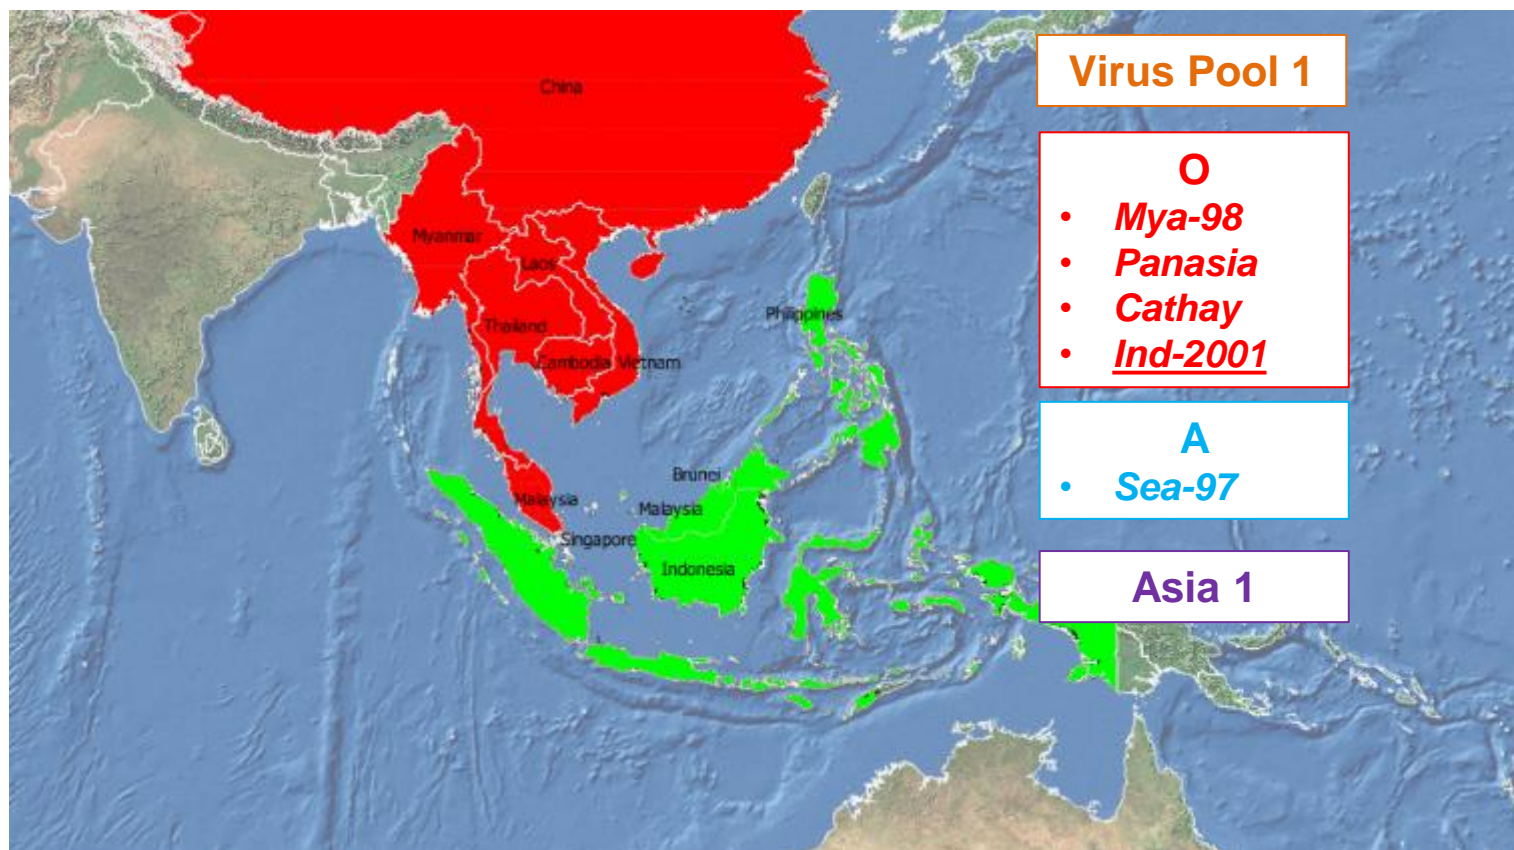 Virus Pool 1
China
O
• Mya-98
• Panasia
• Cathay
• Ind-2001
Myanmar
Laos
Philippines
Thailand
Cambodia Vietnam
A
• Sea-97
Brunei
Malaysia
Malaysia
Singapore
Indonesia
Asia 1